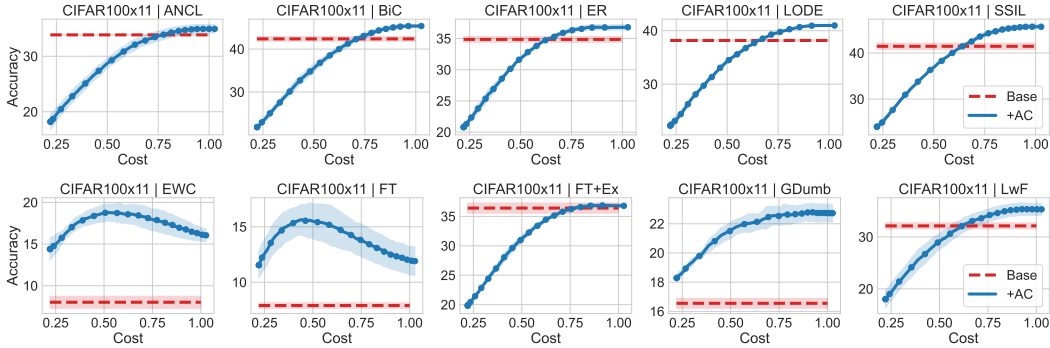 CIFAR100x11 | ANCL
CIFAR100x11 | BiC
CIFAR100x11 | ER
CIFAR100x11 | LODE
CIFAR100x11 | SSIL
Accuracy
30
20
40
30
35
30
25
20
40
30
40
30
Base
+AC
0.25 0.50 0.75 1.00
0.25 0.50 0.75 1.00
0.25 0.50 0.75 1.00
0.25 0.50 0.75 1.00
0.25 0.50 0.75 1.00
Cost
Cost
Cost
Cost
Cost
CIFAR100x11 | EWC
CIFAR100x11 | FT
CIFAR100x11 | FT+Ex
CIFAR100x11 | GDumb
CIFAR100x11 | LwF
Accuracy
20
15
10
15
10
35
30
25
20
22
20
18
16
30
20
Base
+AC
0.25 0.50 0.75 1.00
0.25 0.50 0.75 1.00
0.25 0.50 0.75 1.00
0.25 0.50 0.75 1.00
0.25 0.50 0.75 1.00
Cost
Cost
Cost
Cost
Cost